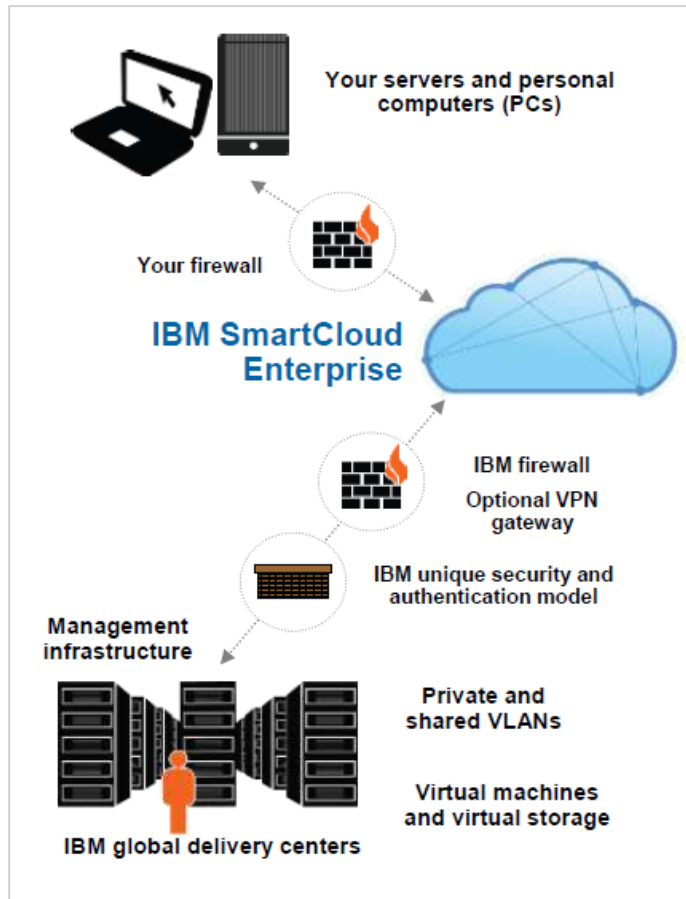 Your servers and personal
computers (PCs)
Your firewall
IBM SmartCloud
Enterprise
IBM firewall
Optional VPN
gateway
IBM unique security and
authentication model
Management
infrastructure
Private and
shared VLANs
Virtual machines
and virtual storage
IBM global delivery centers